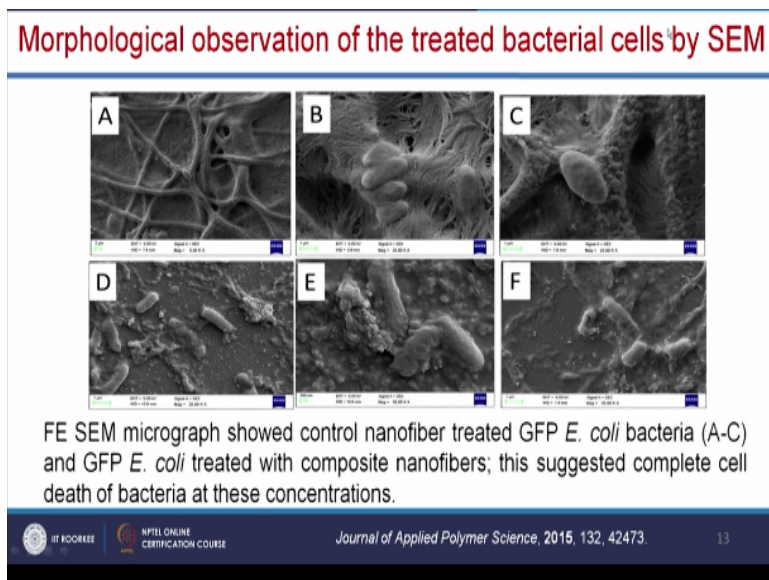 Morphological observation of the treated bacterial cells by SEM
A
B
C
D
E
F
FE SEM micrograph showed control nanofiber treated GFP E. coli bacteria (A-C)
and GFP E. coli treated with composite nanofibers; this suggested complete cell
death of bacteria at these concentrations.
IIT ROORKEE
NPTEL ONLINE
CERTIFICATION COURSE
Journal of Applied Polymer Science, 2015, 132, 42473.
13